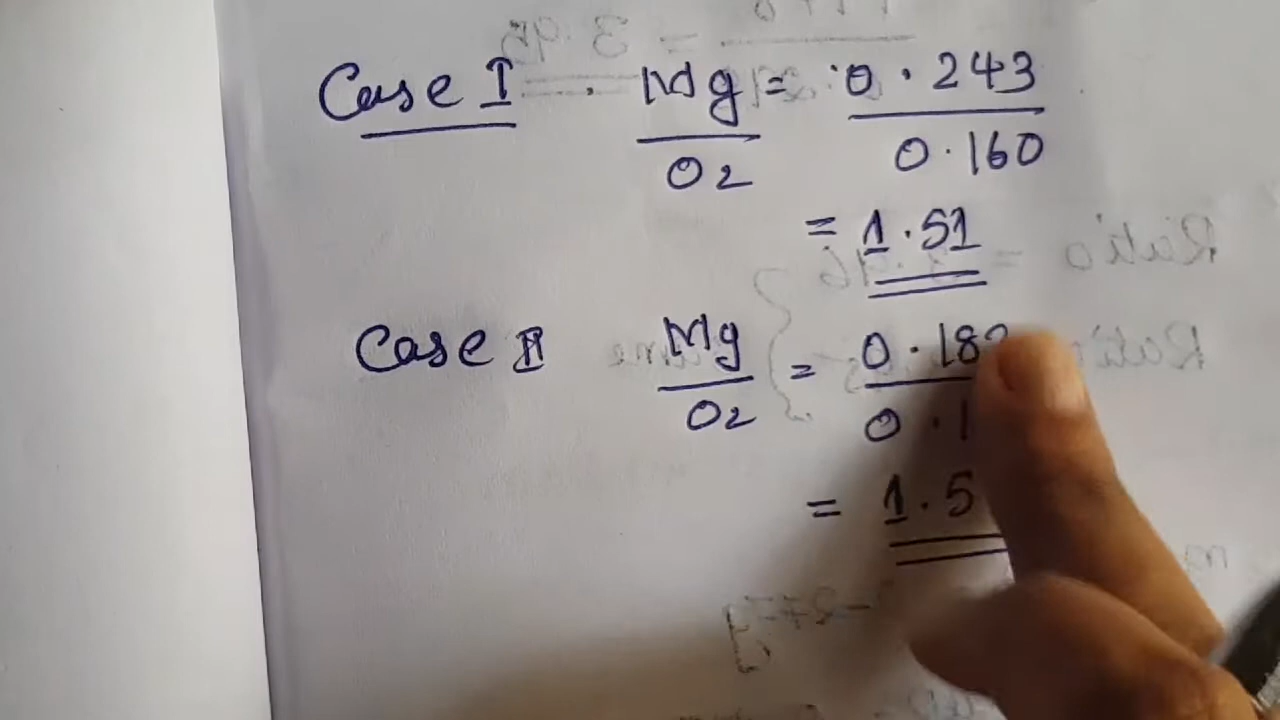 Case I Mg = 0.243
O2 0.160
= 1.51
Case II Mg = 0.18
O2 0.1
= 1.5